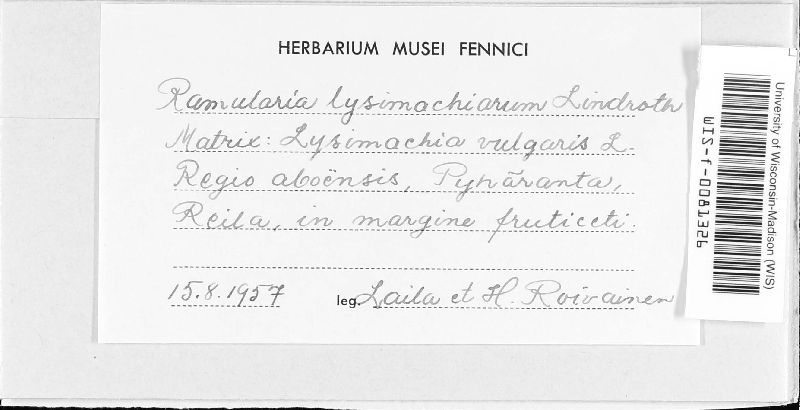 HERBARIUM MUSEI FENNICI
Ramularia lysimachiarum Lindroth
Matrix: Lysimachia vulgaris L.
Regio aboënsis, Pyhäranta,
Reila, in margine fruticeti.
15.8.1957 leg. Laila et H. Roivainen
University of Wisconsin-Madison (WIS)
WIS-f-0081326